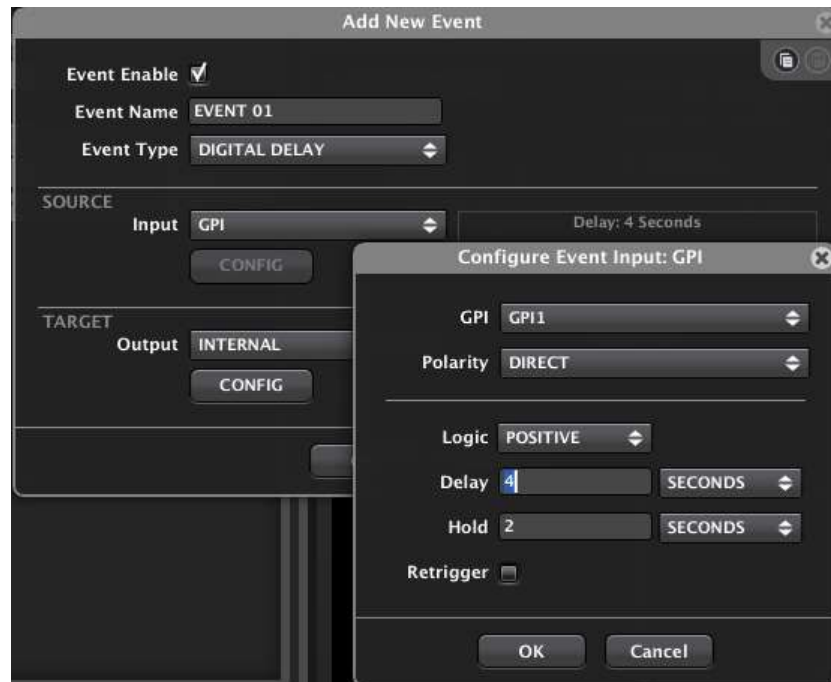 Add New Event
Event Enable
Event Name EVENT 01
Event Type DIGITAL DELAY
SOURCE
Input GPI
Delay: 4 Seconds
CONFIG
TARGET
Output INTERNAL
CONFIG
Configure Event Input: GPI
GPI GPI1
Polarity DIRECT
Logic POSITIVE
Delay 4 SECONDS
Hold 2 SECONDS
Retrigger
OK Cancel